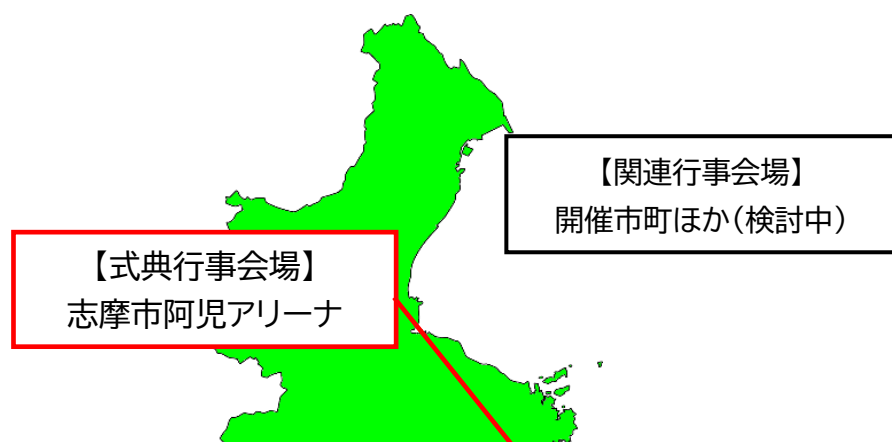 【関連行事会場】
開催市町ほか（検討中）
【式典行事会場】
志摩市阿児アリーナ